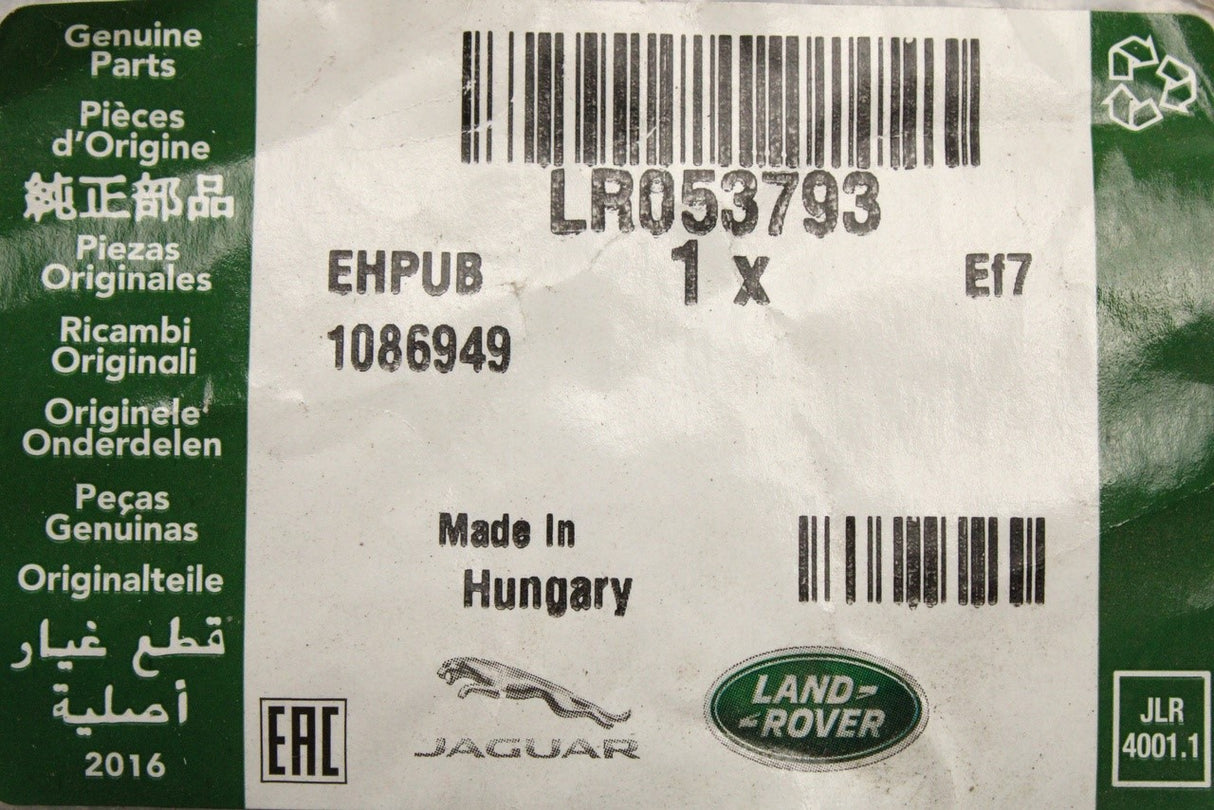 Genuine
Parts
Pièces
d'Origine
純正部品
Piezas
Originales
Ricambi
Originali
Originele
Onderdelen
Peças
Genuinas
Originalteile
قطع غيار
أصلية
2016
LR053793
EHPUB
1 x
Ef7
1086949
Made In
Hungary
EAC
JAGUAR
LAND-
-ROVER
JLR
4001.1